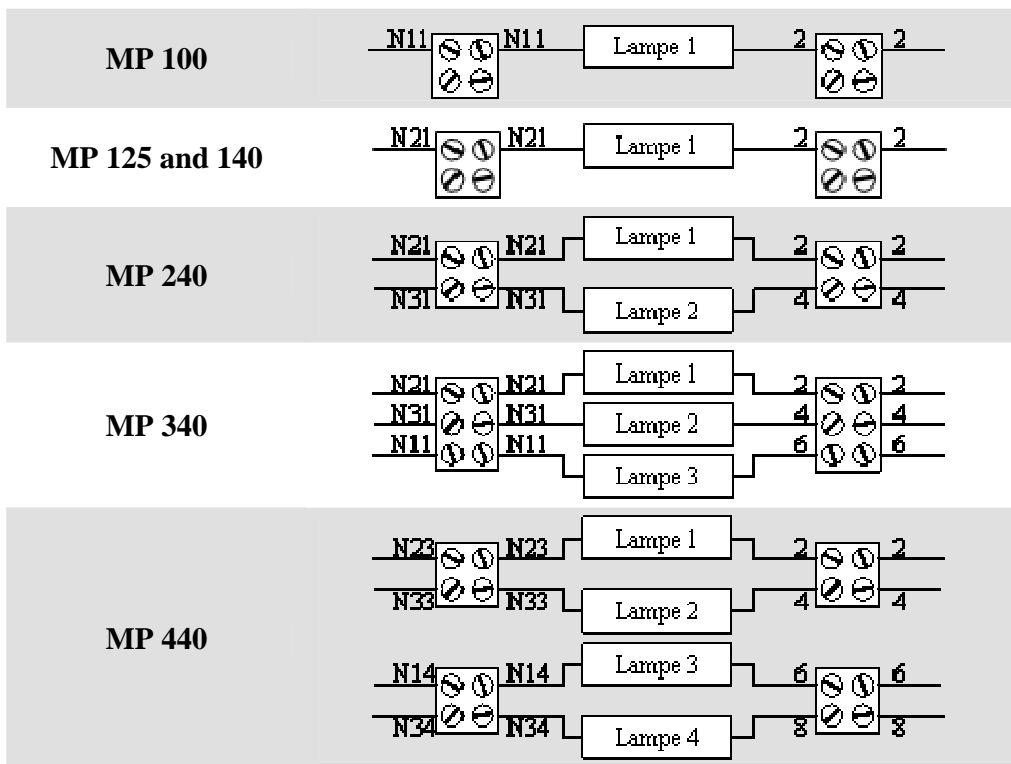 MP 100
N11 N11 Lampe 1 2 2
MP 125 and 140
N21 N21 Lampe 1 2 2
MP 240
N21 N21 Lampe 1 2 2
N31 N31 Lampe 2 4 4
MP 340
N21 N21 Lampe 1 2 2
N31 N31 Lampe 2 4 4
N11 N11 Lampe 3 6 6
MP 440
N23 N23 Lampe 1 2 2
N33 N33 Lampe 2 4 4
N14 N14 Lampe 3 6 6
N34 N34 Lampe 4 8 8